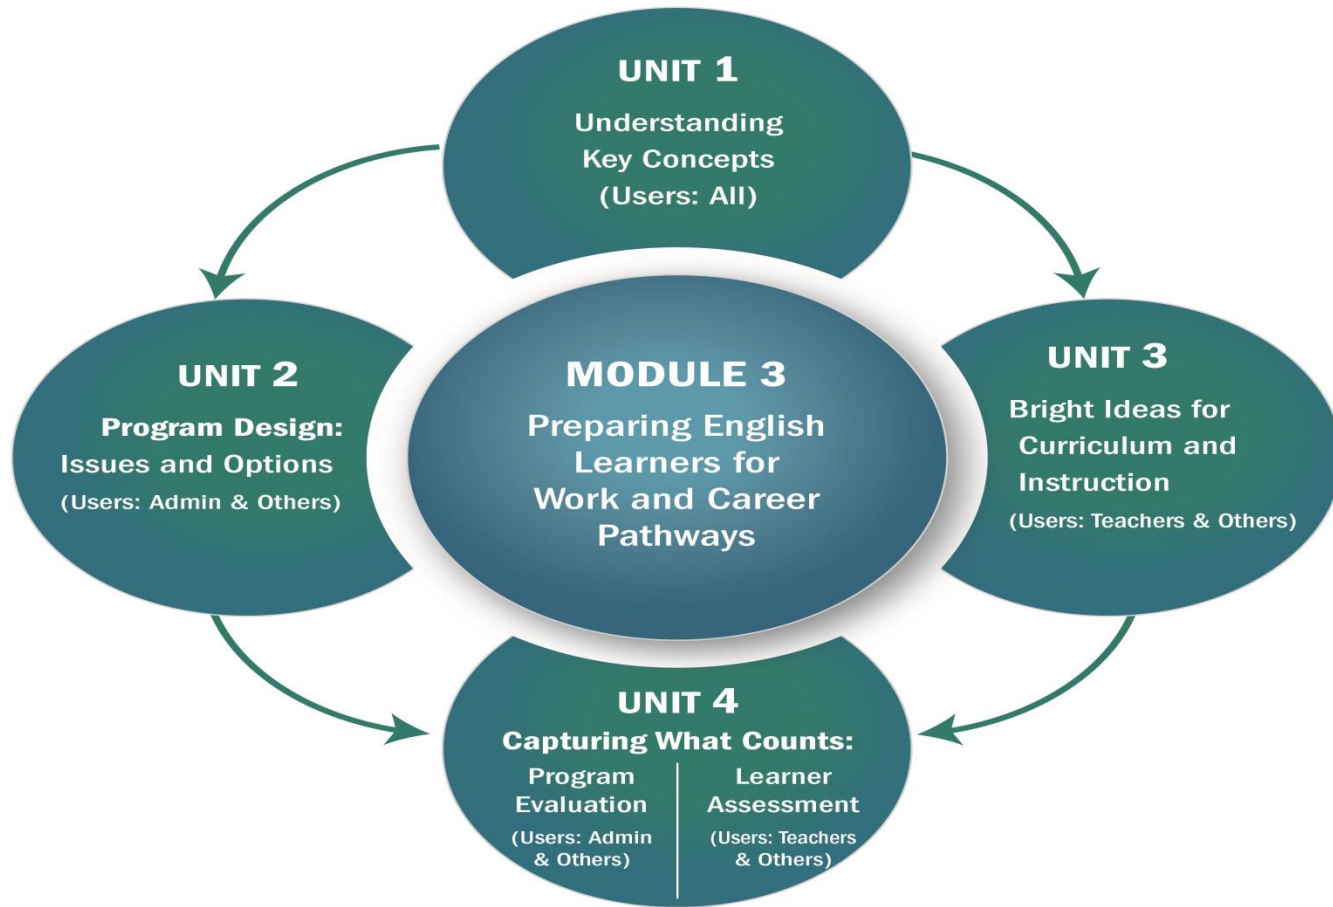 UNIT 1
Understanding
Key Concepts
(Users: All)
UNIT 2
Program Design:
Issues and Options
(Users: Admin & Others)
MODULE 3
Preparing English
Learners for
Work and Career
Pathways
UNIT 3
Bright Ideas for
Curriculum and
Instruction
(Users: Teachers & Others)
UNIT 4
Capturing What Counts:
Program
Evaluation
(Users: Admin
& Others)
Learner
Assessment
(Users: Teachers
& Others)